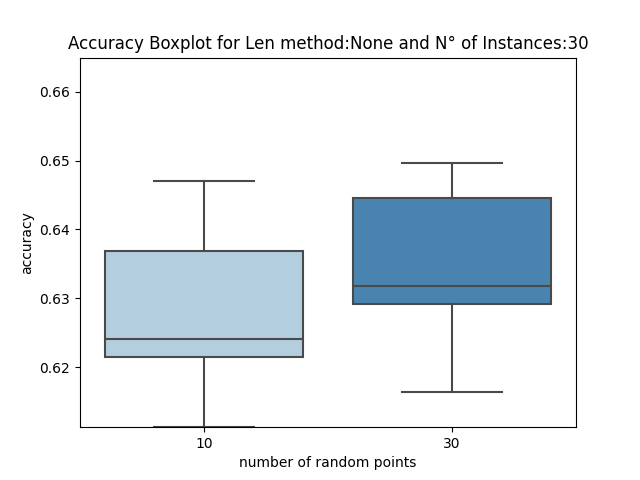 Accuracy Boxplot for Len method:None and N° of Instances:30
0.66
0.65
0.64
0.63
0.62
accuracy
10
30
number of random points